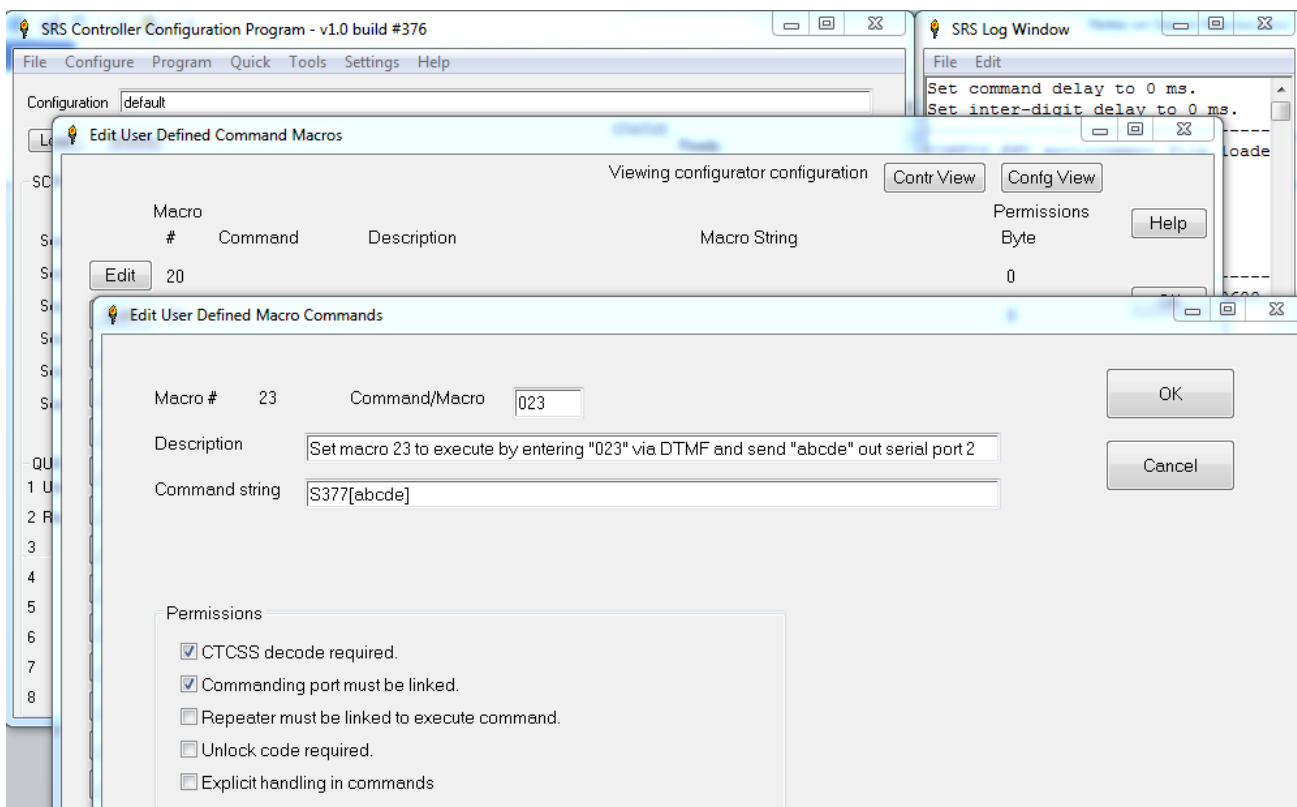 SRS Controller Configuration Program - v1.0 build #376
File Configure Program Quick Tools Settings Help
Configuration default
SRS Log Window
File Edit
Set command delay to 0 ms.
Set inter-digit delay to 0 ms.
Edit User Defined Command Macros
Viewing configurator configuration Contr View Confg View
Macro # Command Description Macro String Permissions Byte Help
Edit 20 0
Edit User Defined Macro Commands
Macro # 23 Command/Macro 023 OK
Description Set macro 23 to execute by entering "023" via DTMF and send "abcde" out serial port 2
Cancel
Command string S377[abcde]
Permissions
CTCSS decode required.
Commanding port must be linked.
Repeater must be linked to execute command.
Unlock code required.
Explicit handling in commands
SC
QU
1 U
2 R
3
4
5
6
7
8